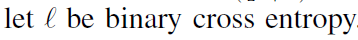 let ℓ be binary cross entropy.